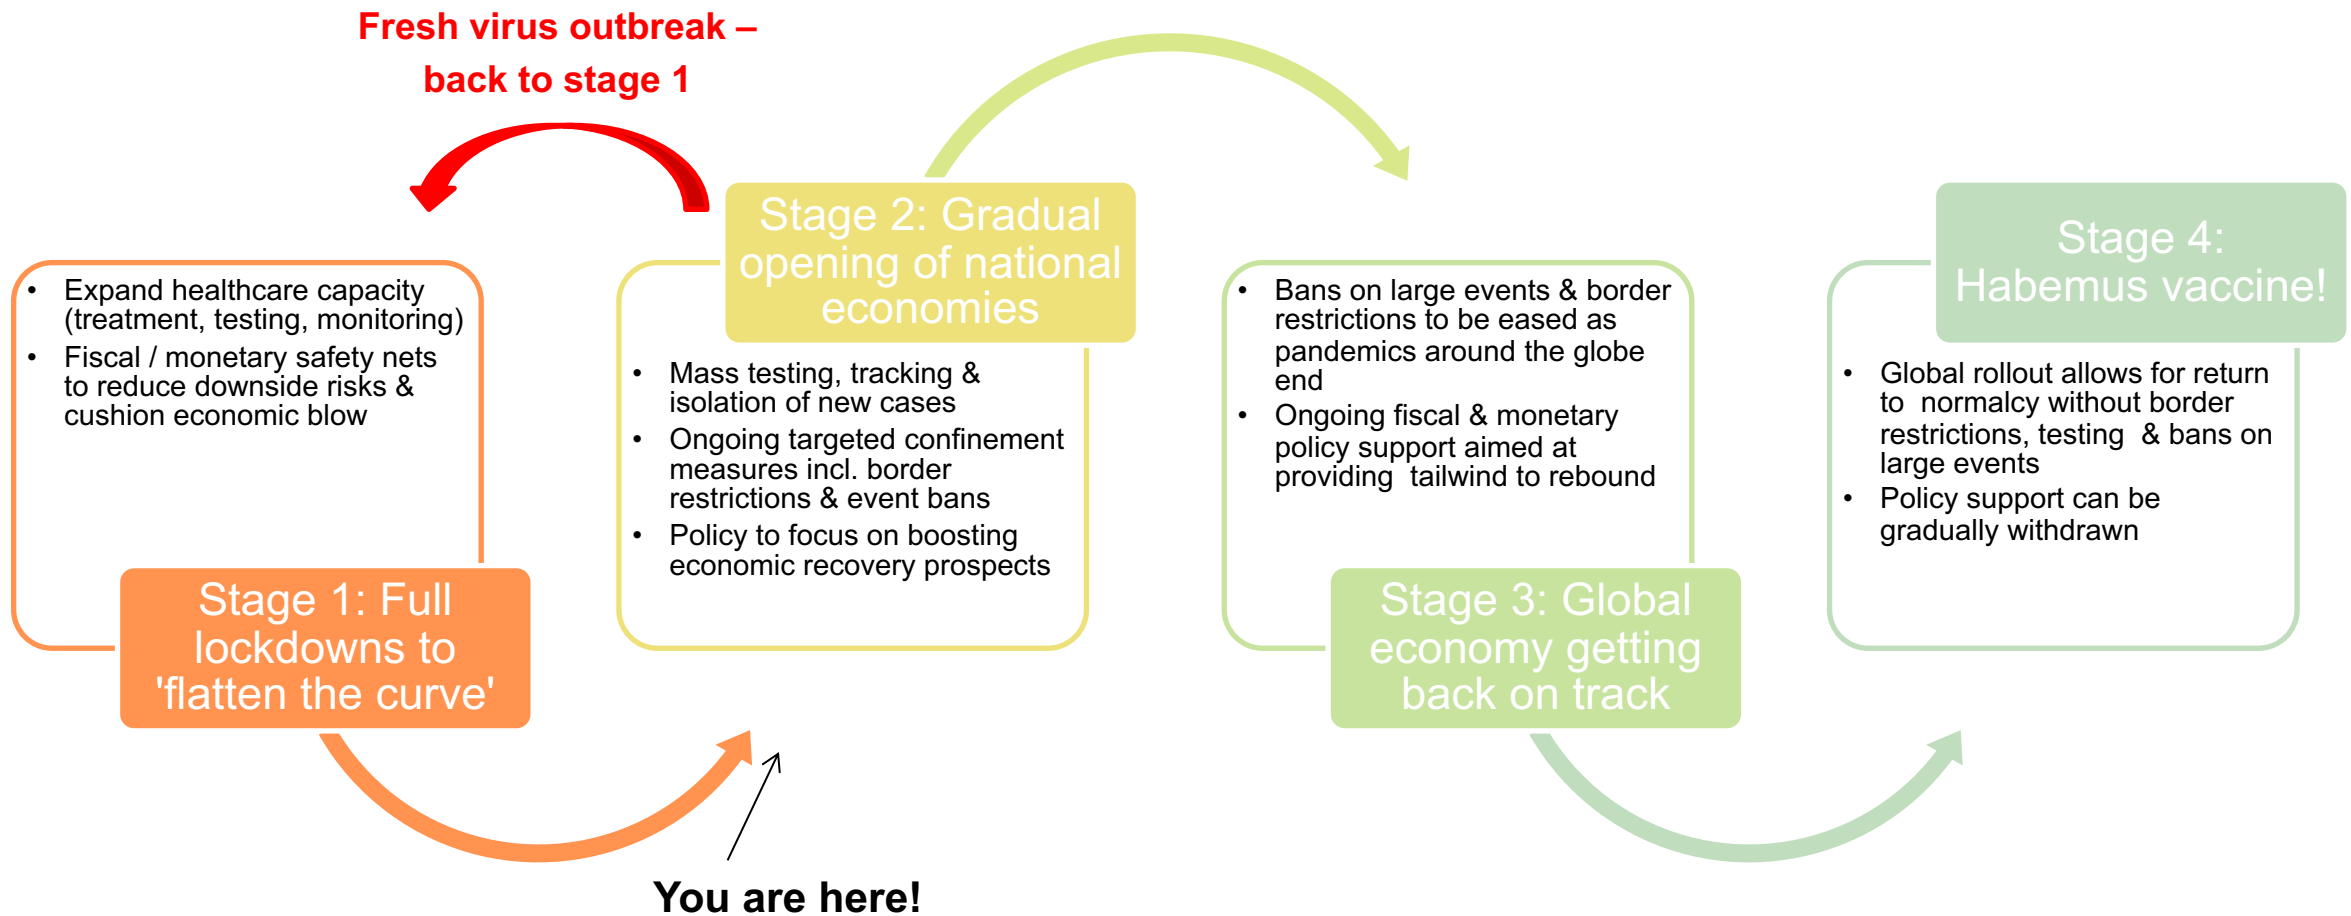 Fresh virus outbreak –
back to stage 1
• Expand healthcare capacity
(treatment, testing, monitoring)
• Fiscal / monetary safety nets
to reduce downside risks &
cushion economic blow
Stage 1: Full
lockdowns to
'flatten the curve'
Stage 2: Gradual
opening of national
economies
• Mass testing, tracking &
isolation of new cases
• Ongoing targeted confinement
measures incl. border
restrictions & event bans
• Policy to focus on boosting
economic recovery prospects
You are here!
• Bans on large events & border
restrictions to be eased as
pandemics around the globe
end
• Ongoing fiscal & monetary
policy support aimed at
providing tailwind to rebound
Stage 3: Global
economy getting
back on track
Stage 4:
Habemus vaccine!
• Global rollout allows for return
to normalcy without border
restrictions, testing & bans on
large events
• Policy support can be
gradually withdrawn